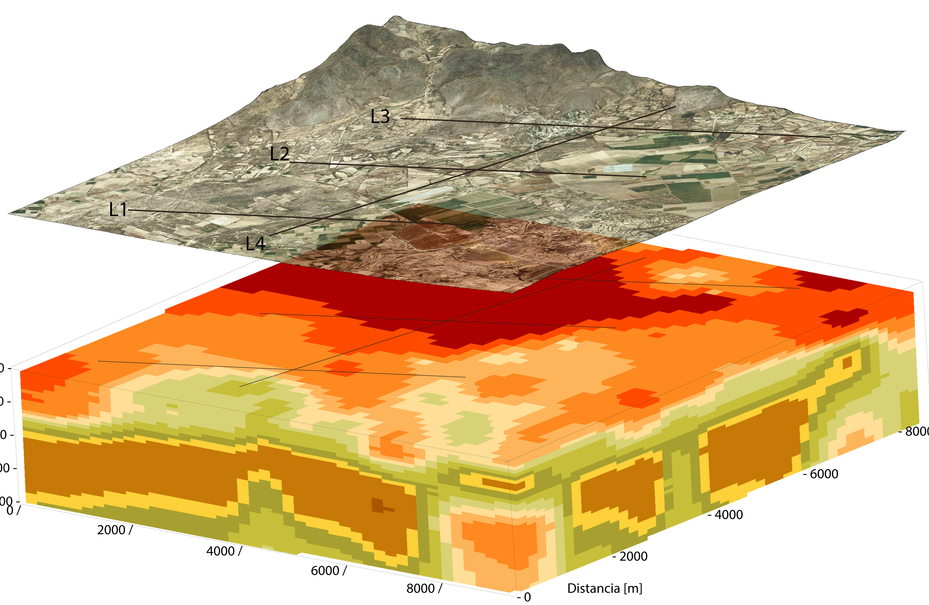 L3
L2
L1
L4
0 /
2000 /
4000 /
6000 /
8000 /
- 0
- 2000
- 4000
- 6000
- 8000
Distancia [m]